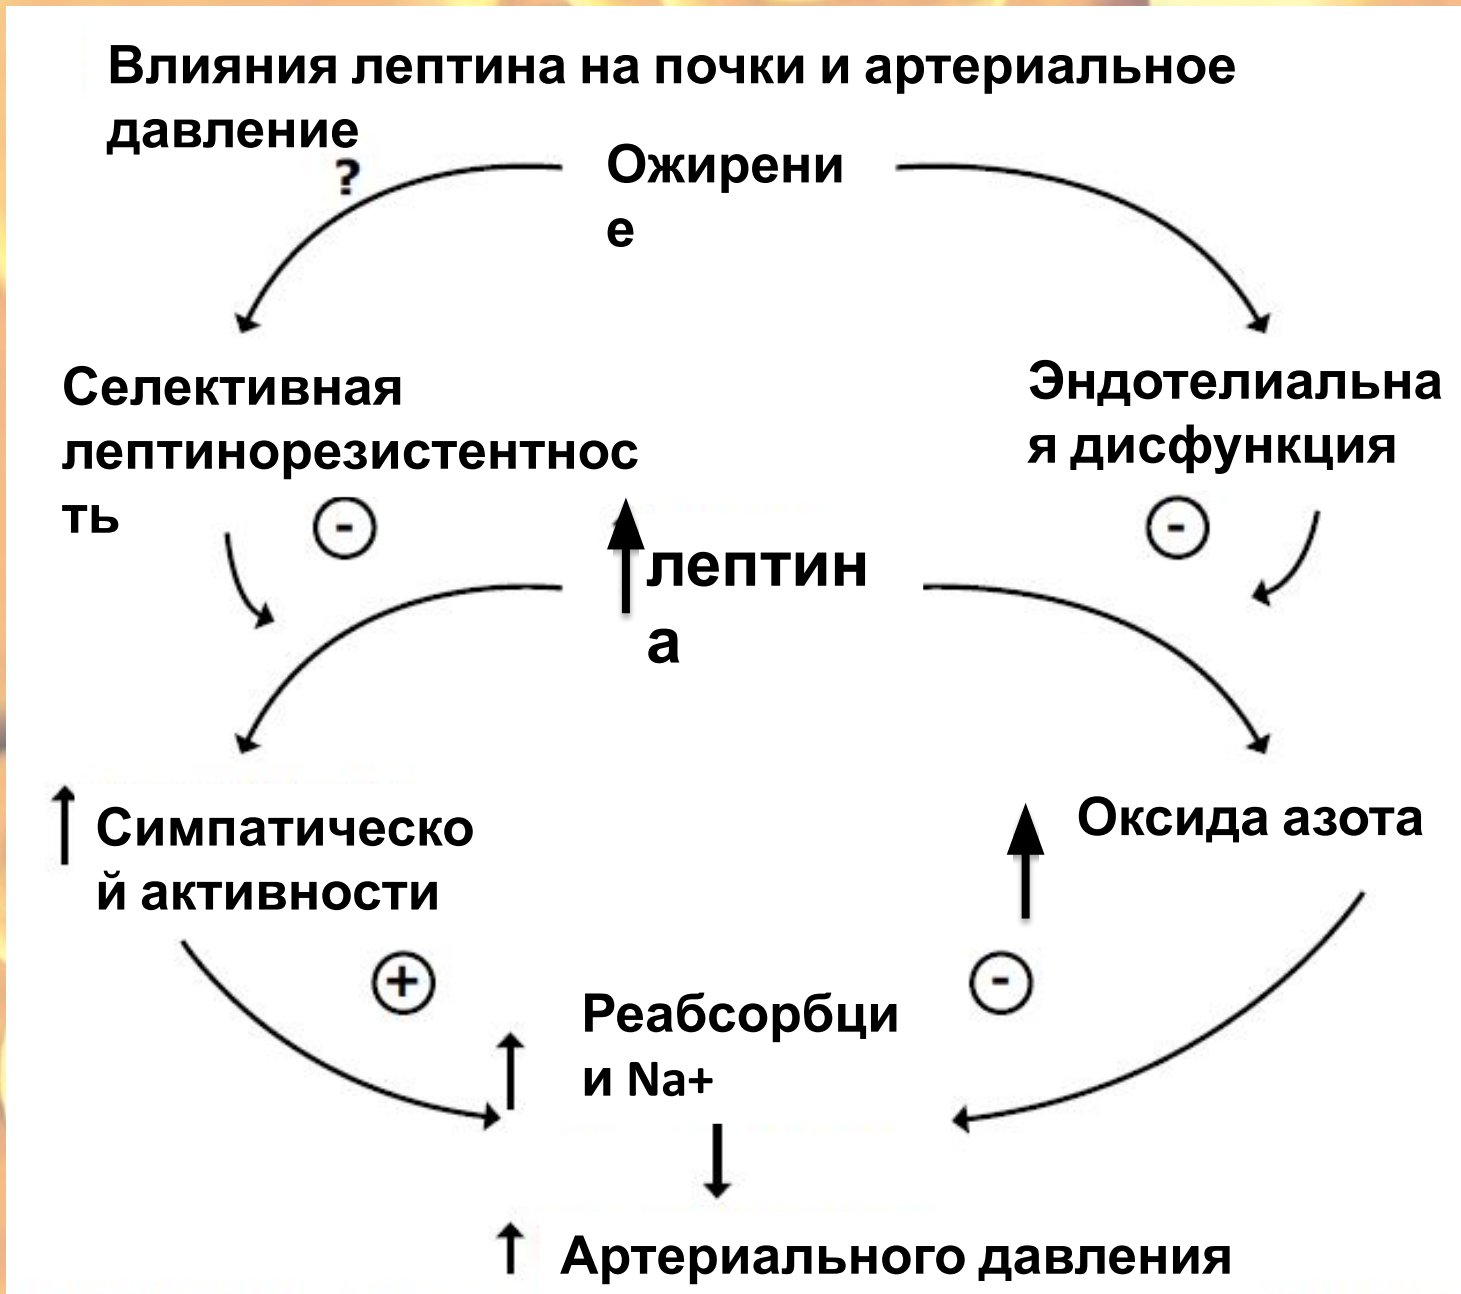 Влияния лептина на почки и артериальное
давление
?
Ожирени
е
Селективная
лептинорезистентнос
ть
Эндотелиальна
я дисфункция
-
-
лептин
а
Симпатическо
й активности
Оксида азота
+
-
Реабсорбци
и Na+
Артериального давления